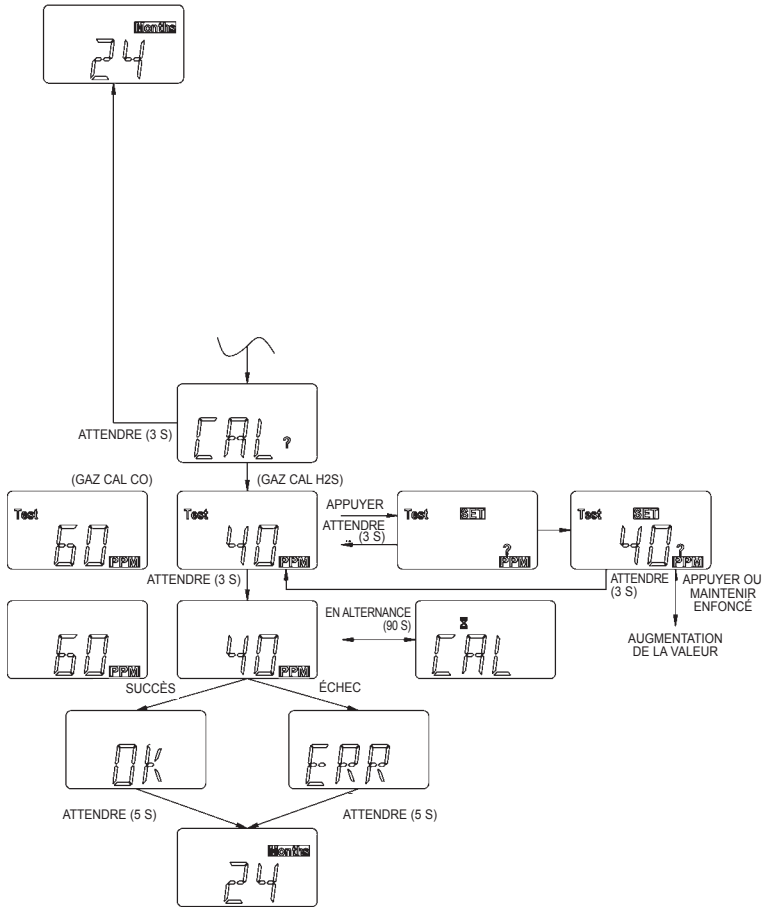 Months
24
CAL ?
ATTENDRE (3 S)
(GAZ CAL CO)
(GAZ CAL H2S)
Test
60 PPM
Test
40 PPM
APPUYER
ATTENDRE
(3 S)
Test SET
?
PPM
Test SET
40 ?
PPM
ATTENDRE (3 S)
ATTENDRE
(3 S)
APPUYER OU
MAINTENIR
ENFONCÉ
AUGMENTATION
DE LA VALEUR
60 PPM
40 PPM
EN ALTERNANCE
(90 S)
CAL
SUCCÈS
ÉCHEC
OK
ERR
ATTENDRE (5 S)
ATTENDRE (5 S)
Months
24